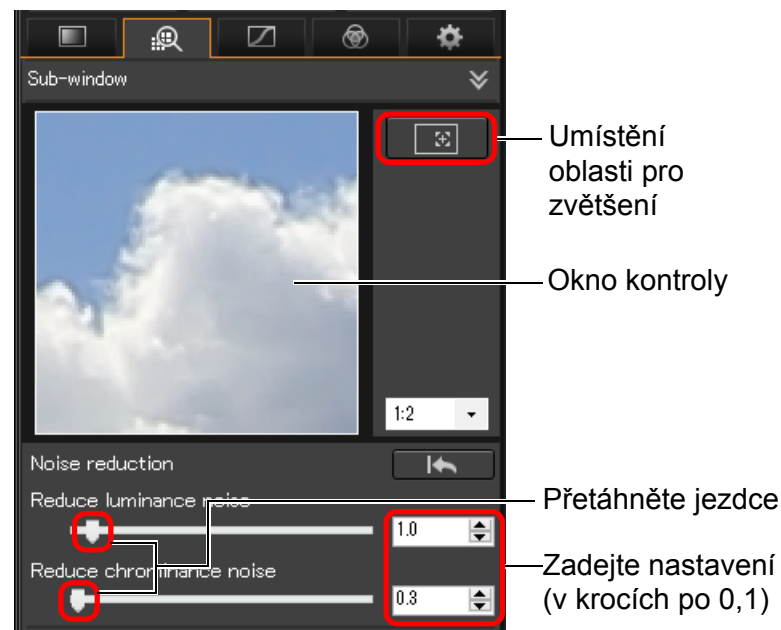 Sub-window
Umístění
oblasti pro
zvětšení
Okno kontroly
1:2
Noise reduction
Reduce luminance noise
Přetáhněte jezdce
1.0
Reduce chrominance noise
Zadejte nastavení
0.3
(v krocích po 0,1)